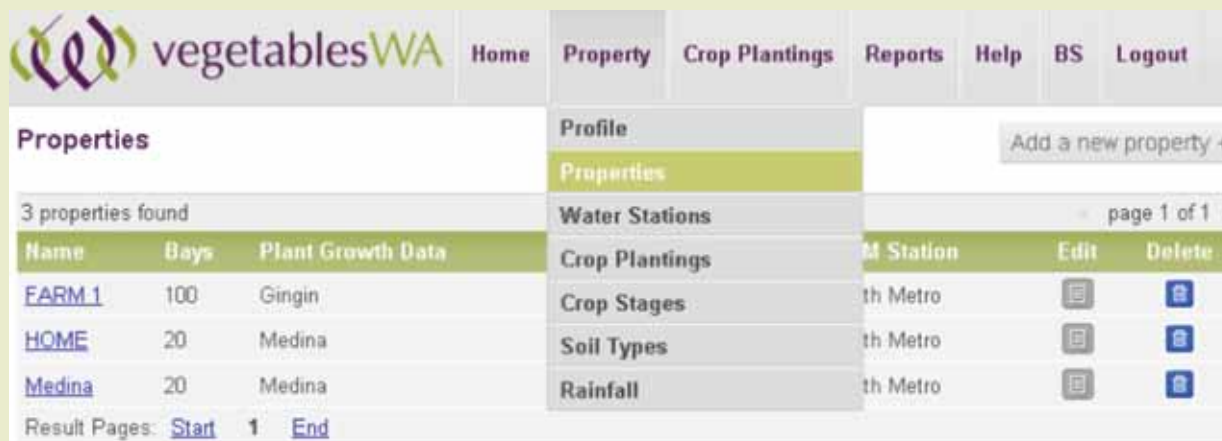 vegetablesWA Home Property Crop Plantings Reports Help BS Logout
Profile
Properties Add a new property
Properties
3 properties found Water Stations page 1 of 1
Name Bays Plant Growth Data Crop Plantings M Station Edit Delete
FARM 1 100 Gingin Crop Stages th Metro
HOME 20 Medina Soil Types th Metro
Medina 20 Medina Rainfall th Metro
Result Pages: Start 1 End